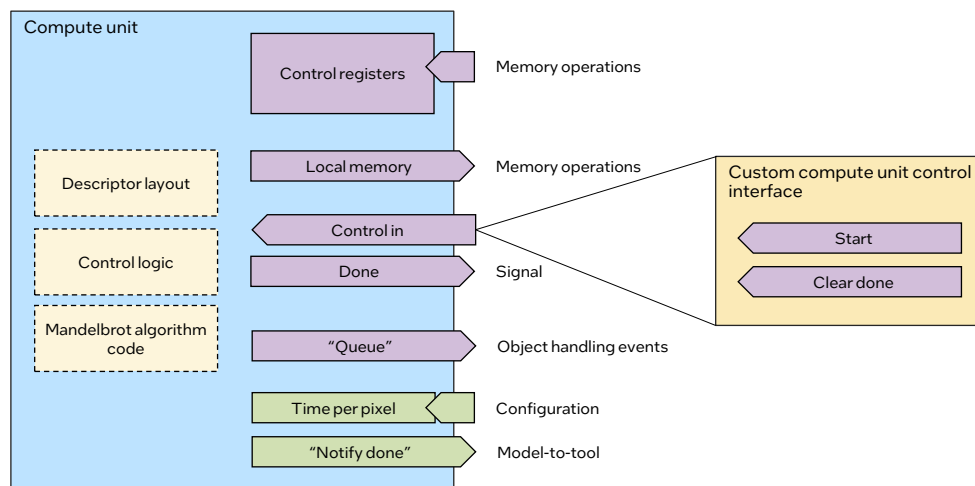 Compute unit
Control registers
Memory operations
Local memory
Memory operations
Descriptor layout
Custom compute unit control
interface
Control in
Start
Control logic
Done
Signal
Clear done
Mandelbrot algorithm
code
“Queue”
Object handling events
Time per pixel
Configuration
“Notify done”
Model-to-tool